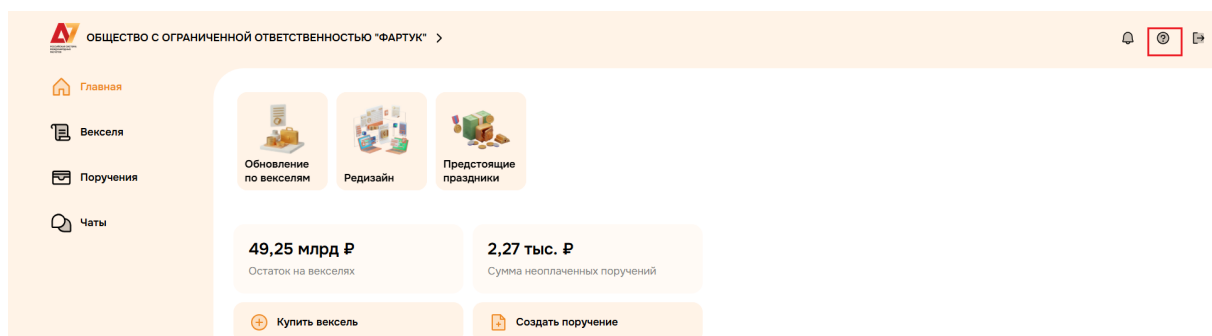 ОБЩЕСТВО С ОГРАНИЧЕННОЙ ОТВЕТСТВЕННОСТЬЮ "ФАРТУК"
Главная
Векселя
Поручения
Чаты
Обновление
по векселям
Редизайн
Предстоящие
праздники
49,25 млрд ₽
Остаток на векселях
2,27 тыс. ₽
Сумма неоплаченных поручений
Купить вексель
Создать поручение